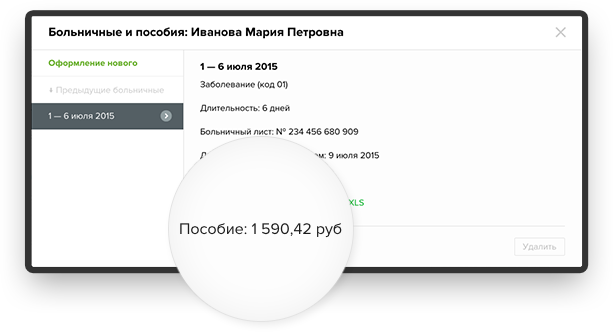 Больничные и пособия: Иванова Мария Петровна
Оформление нового
Предыдущие больничные
1 — 6 июля 2015
1 — 6 июля 2015
Заболевание (код 01)
Длительность: 6 дней
Больничный лист: № 234 456 680 909
9 июля 2015
XLS
Пособие: 1 590,42 руб
Удалить